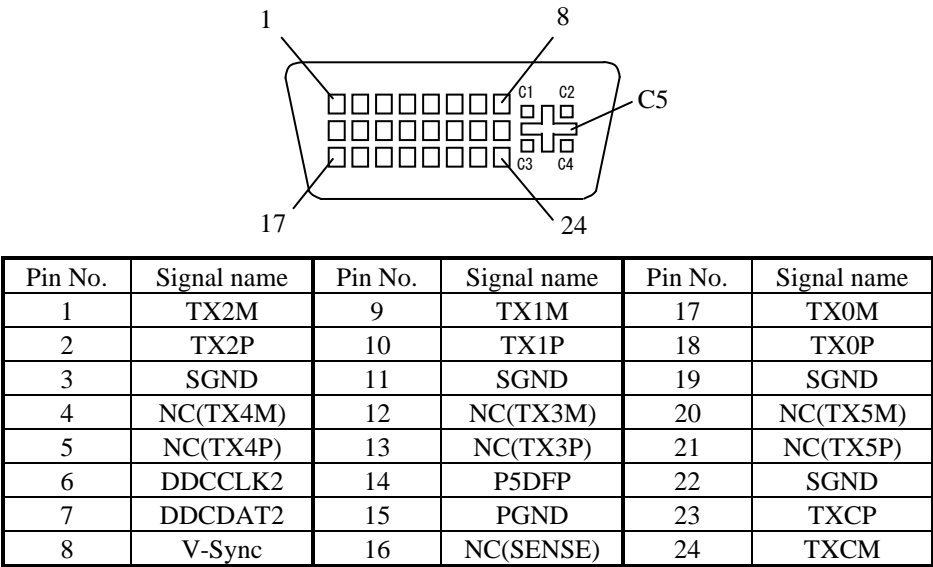 1 8
C1 C2
C5
C3 C4
17 24
Pin No. Signal name Pin No. Signal name Pin No. Signal name
1 TX2M 9 TX1M 17 TX0M
2 TX2P 10 TX1P 18 TX0P
3 SGND 11 SGND 19 SGND
4 NC(TX4M) 12 NC(TX3M) 20 NC(TX5M)
5 NC(TX4P) 13 NC(TX3P) 21 NC(TX5P)
6 DDCCLK2 14 P5DFP 22 SGND
7 DDCDAT2 15 PGND 23 TXCP
8 V-Sync 16 NC(SENSE) 24 TXCM